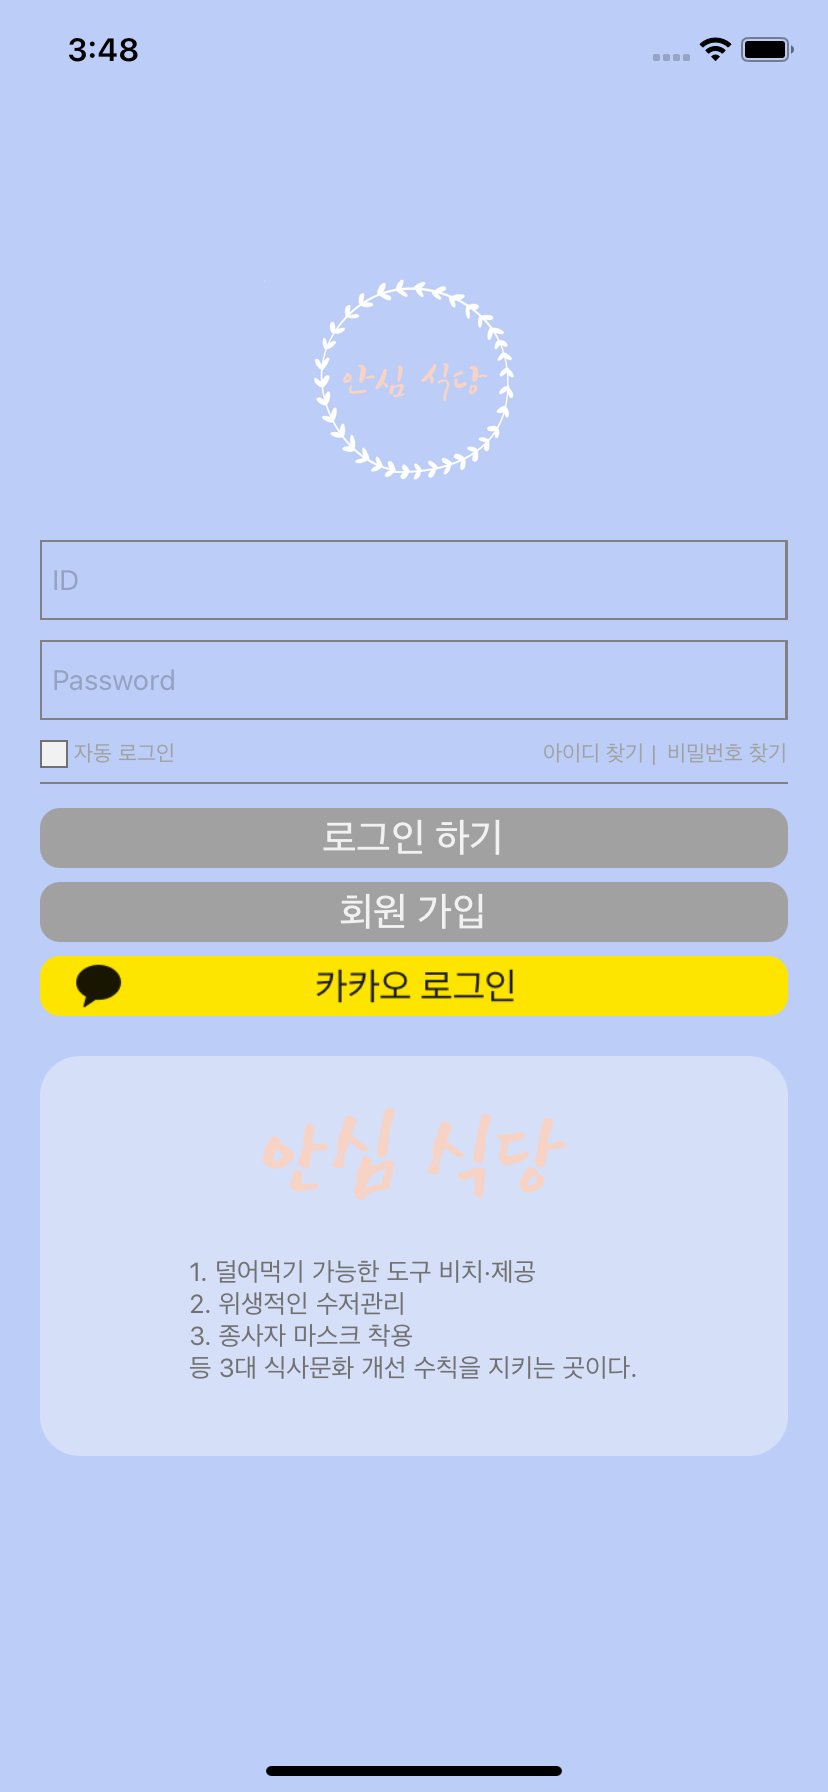 3:48
안심 식당
ID
Password
자동 로그인
아이디 찾기 | 비밀번호 찾기
로그인 하기
회원 가입
카카오 로그인
안심 식당
1. 덜어먹기 가능한 도구 비치·제공
2. 위생적인 수저관리
3. 종사자 마스크 착용
등 3대 식사문화 개선 수칙을 지키는 곳이다.